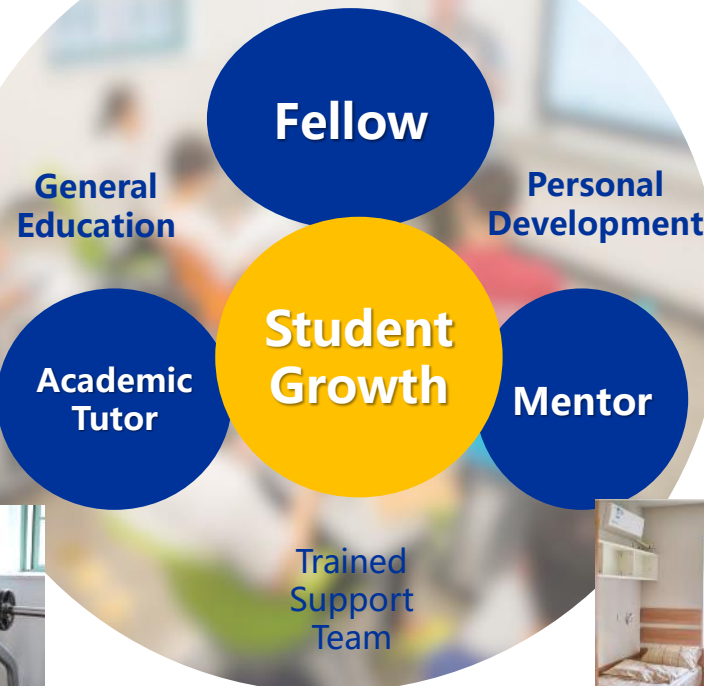 Fellow
General
Education
Personal
Development
Student
Growth
Academic
Tutor
Mentor
Trained
Support
Team